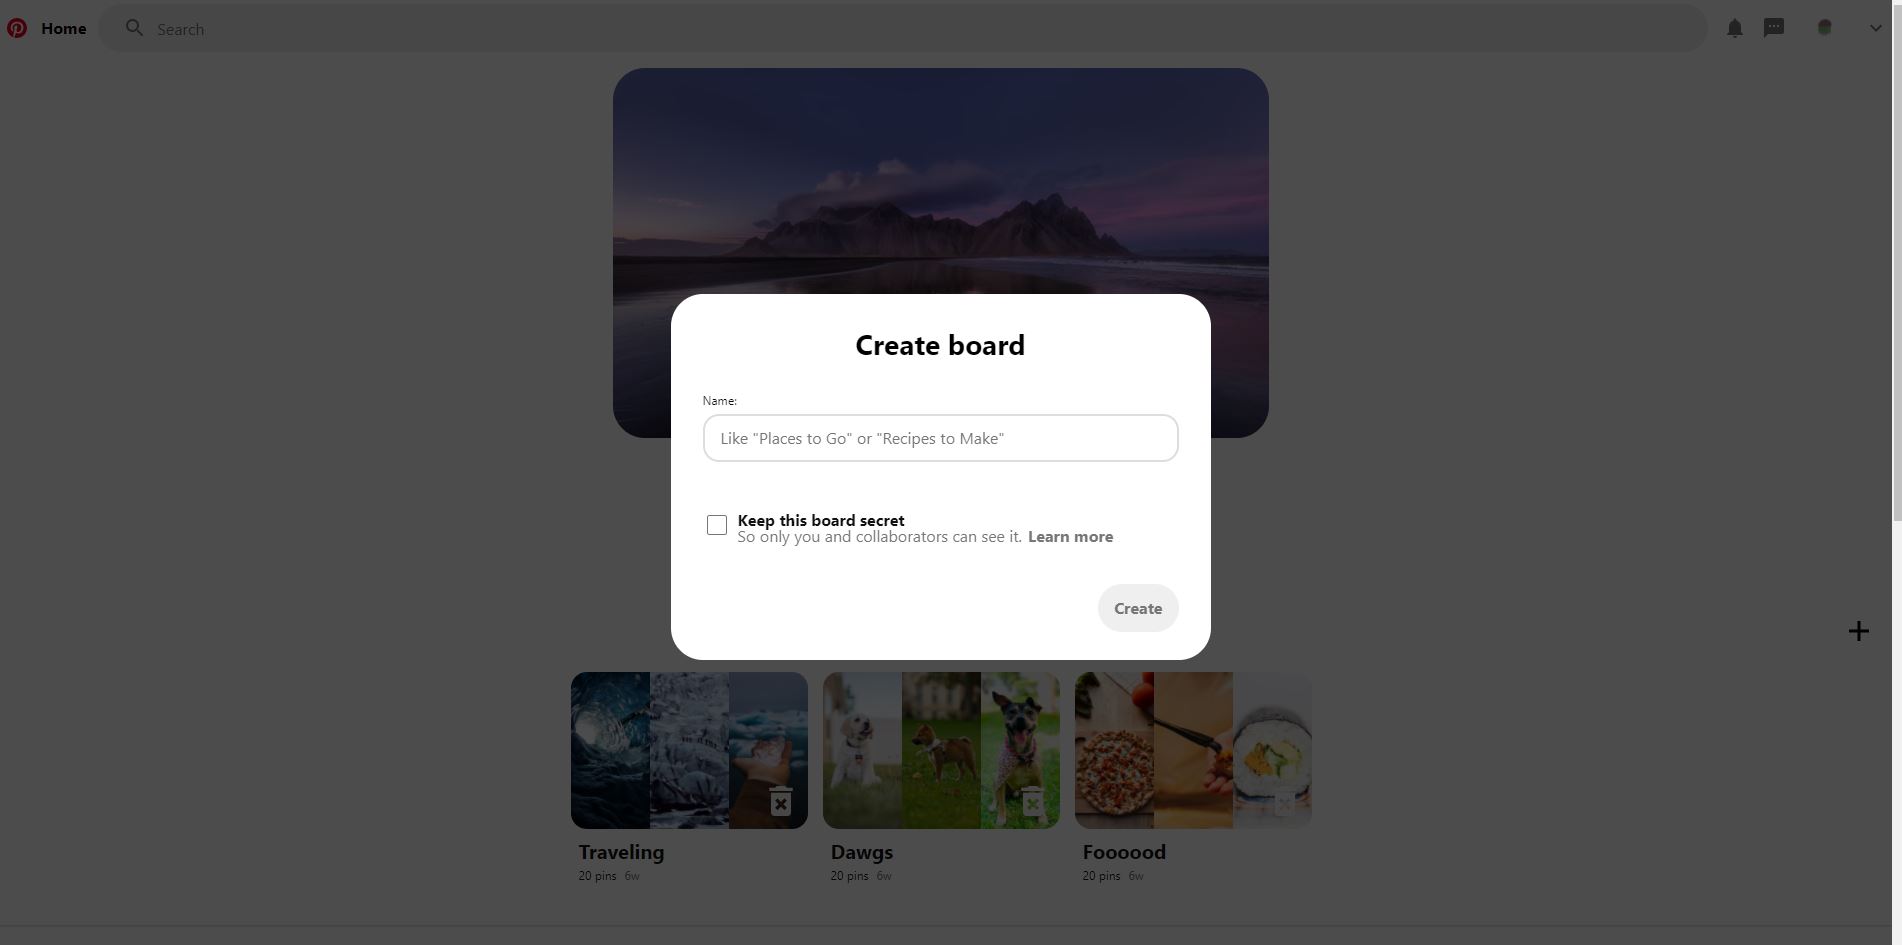 Home
Search
Create board
Name:
Like "Places to Go" or "Recipes to Make"
Keep this board secret
So only you and collaborators can see it. Learn more
Create
Traveling
20 pins 6w
Dawgs
20 pins 6w
Foooood
20 pins 6w